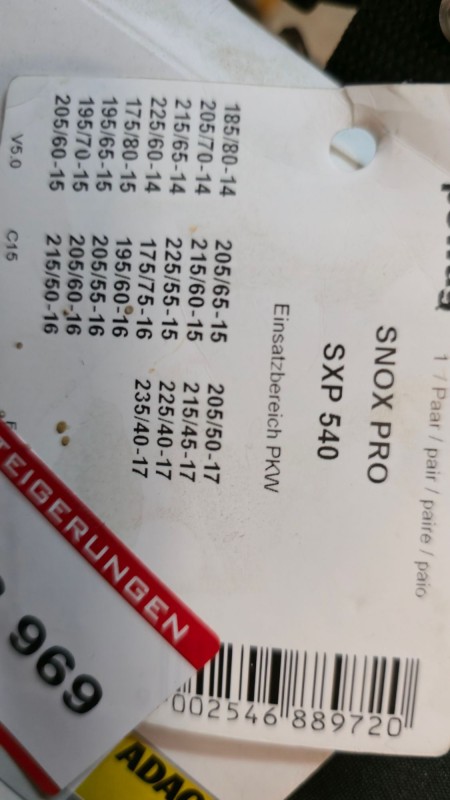 1 / Paar / pair / paire / paio
SNOX PRO
SXP 540
Einsatzbereich PKW
185/80-14 205/65-15 205/50-17
205/70-14 215/60-15 215/45-17
215/65-14 225/55-15 225/40-17
225/60-14 175/75-16 235/40-17
175/80-15 195/60-16
195/65-15 205/55-16
195/70-15 205/60-16
205/60-15 215/50-16
V5.0 C15
002546 889720
TEIGERUNGEN
969
ADAC